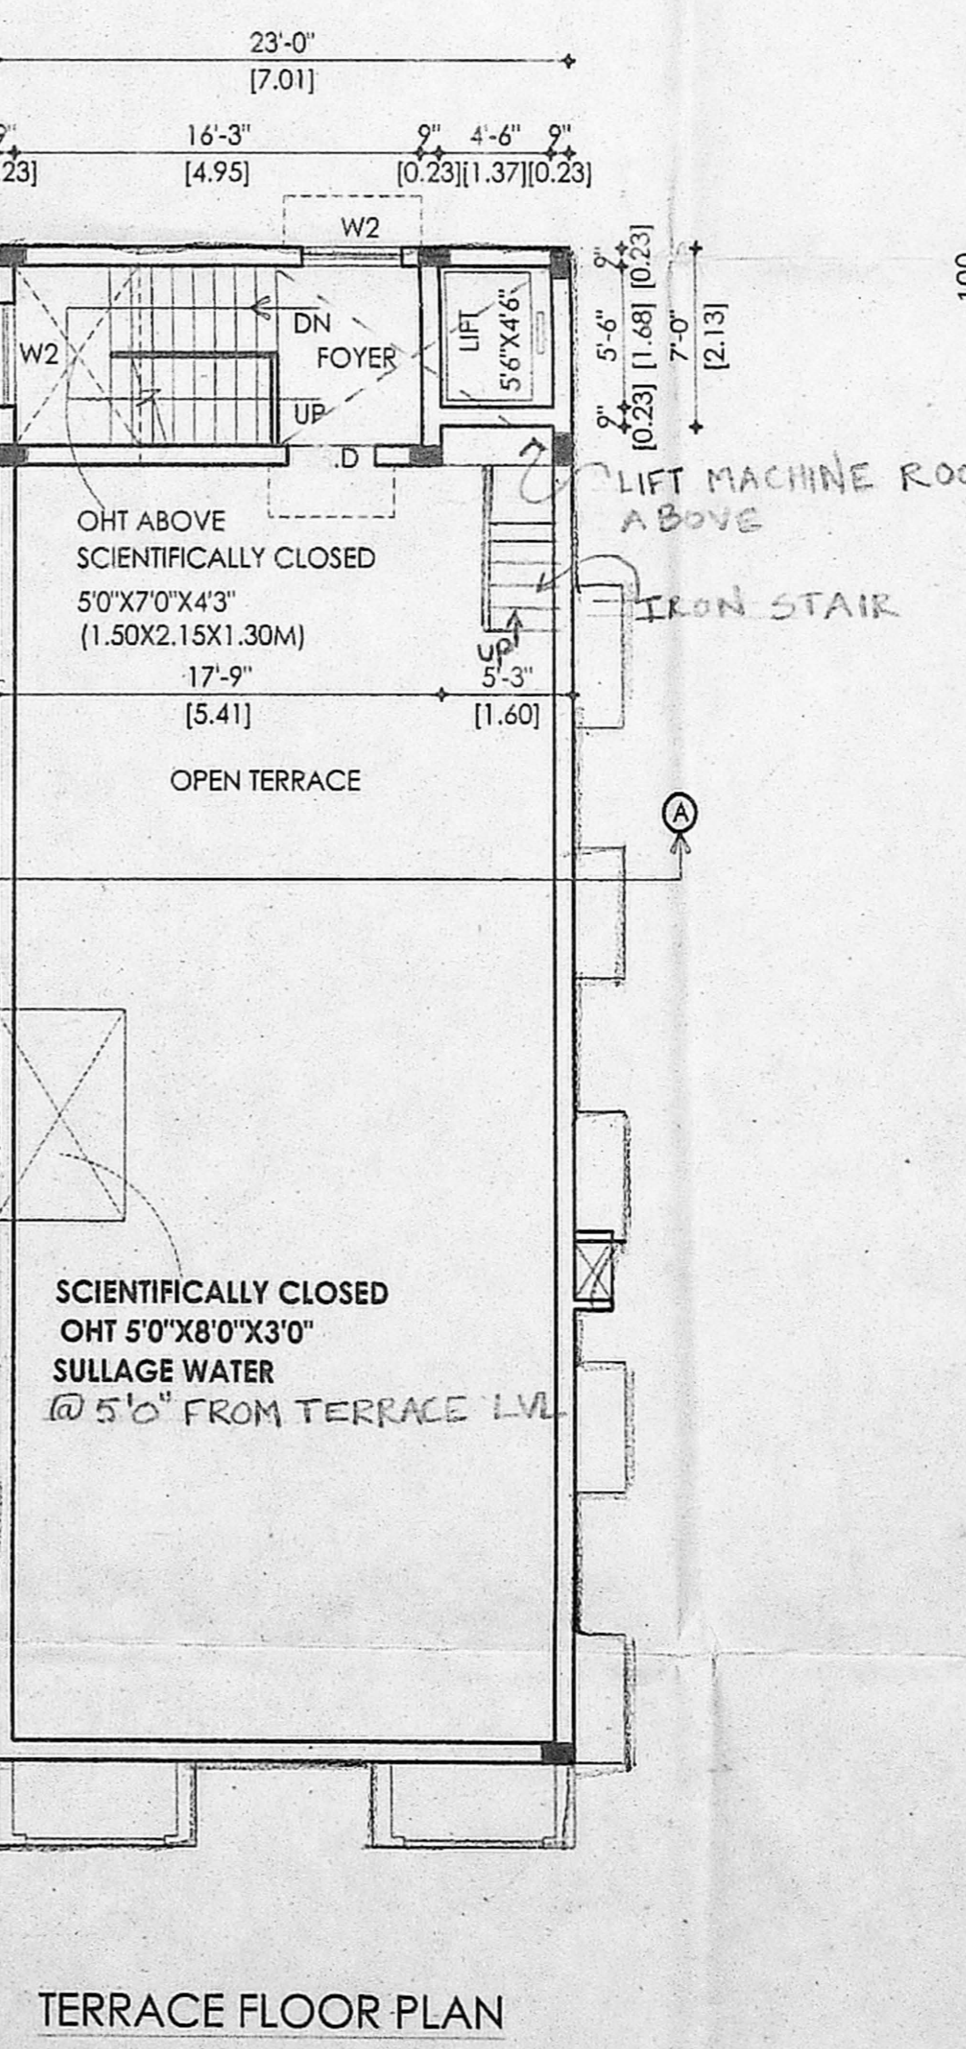 23'-0"
[7.01]
9" 16'-3" 9" 4'-6" 9"
23] [4.95] [0.23][1.37][0.23]
W2
9" [0.23]
5'-6" [1.68]
9" [0.23]
7'-0"
[2.13]
100
DN
W2
FOYER
UP
LIFT
5'6"X4'6"
.D
LIFT MACHINE ROO
ABOVE
OHT ABOVE
SCIENTIFICALLY CLOSED
5'0"X7'0"X4'3"
(1.50X2.15X1.30M)
IRON STAIR
UP
17'-9" 5'-3"
[5.41] [1.60]
OPEN TERRACE
A
SCIENTIFICALLY CLOSED
OHT 5'0"X8'0"X3'0"
SULLAGE WATER
@ 5'0" FROM TERRACE LVL
TERRACE FLOOR PLAN